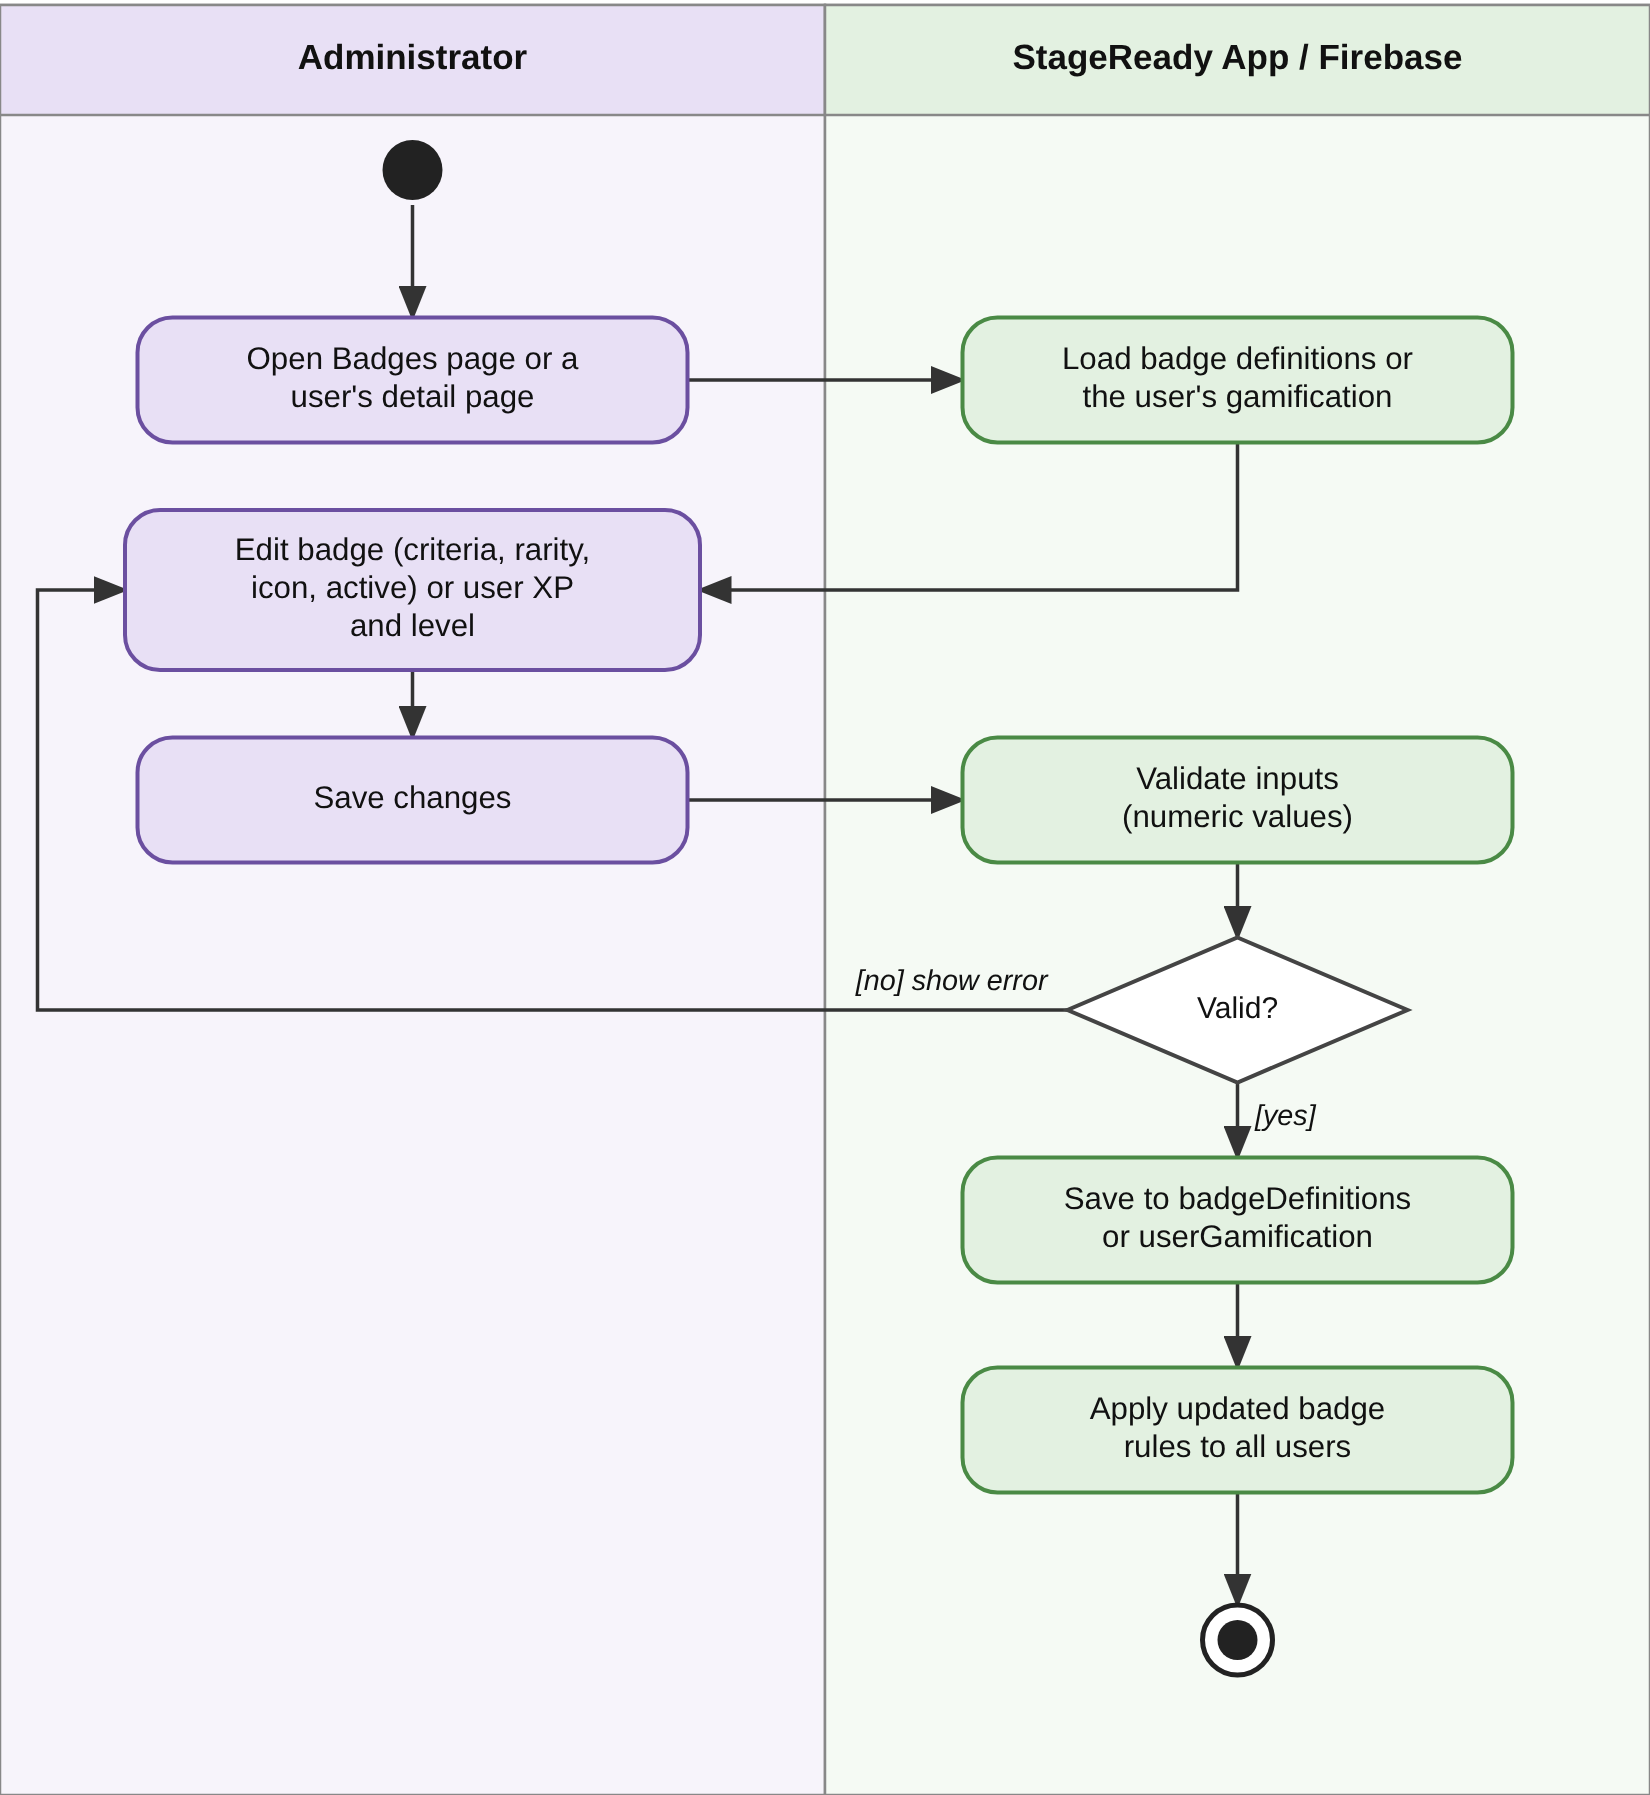 Administrator
StageReady App / Firebase
Open Badges page or a
user's detail page
Load badge definitions or
the user's gamification
Edit badge (criteria, rarity,
icon, active) or user XP
and level
Save changes
Validate inputs
(numeric values)
[no] show error
Valid?
[yes]
Save to badgeDefinitions
or userGamification
Apply updated badge
rules to all users